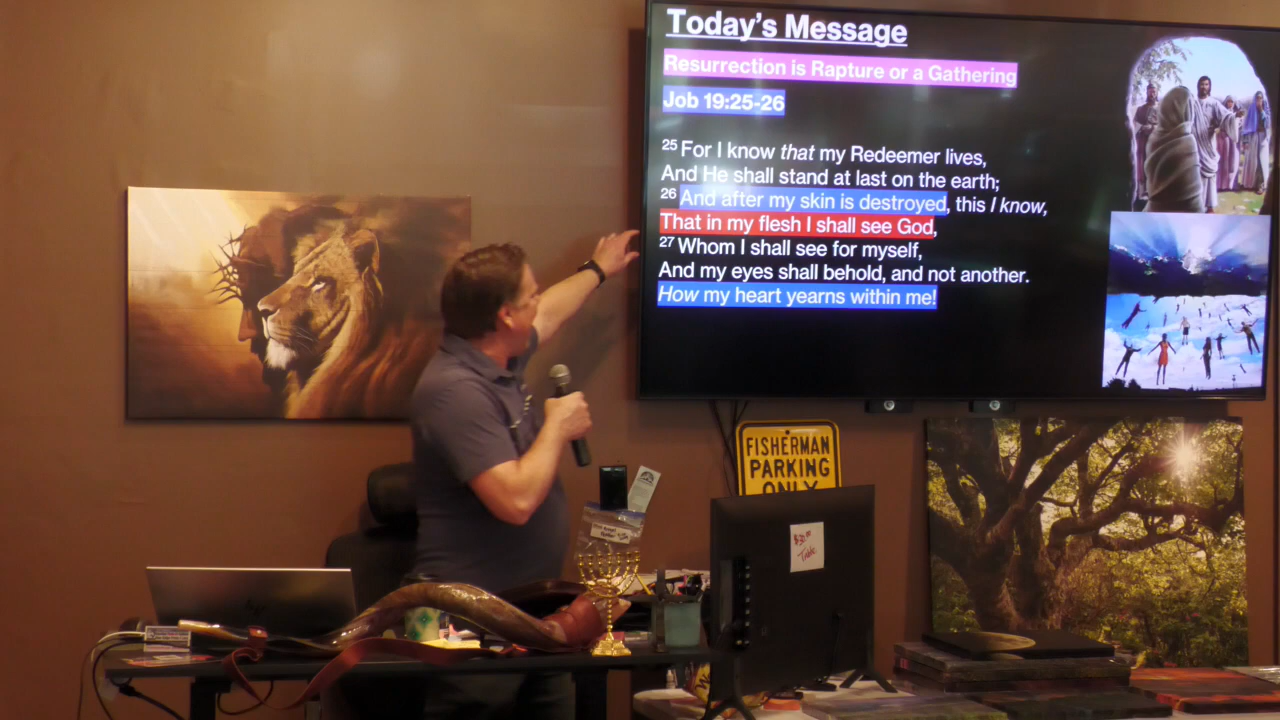 Today's Message
Resurrection is Rapture or a Gathering
Job 19:25-26
25 For I know that my Redeemer lives,
And He shall stand at last on the earth;
26 And after my skin is destroyed, this I know,
That in my flesh I shall see God,
27 Whom I shall see for myself,
And my eyes shall behold, and not another.
How my heart yearns within me!
FISHERMAN
PARKING
ONLY
Table